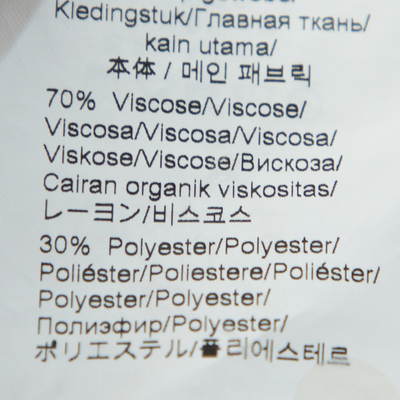 Kledingstuk/Главная ткань/
kain utama/
本体 / 메인 패브릭
70% Viscose/Viscose/
Viscosa/Viscosa/Viscosa/
Viskose/Viscose/Вискоза/
Cairan organik viskositas/
レーヨン/비스코스
30% Polyester/Polyester/
Poliéster/Poliestere/Poliéster/
Polyester/Polyester/
Полиэфир/Polyester/
ポリエステル/폴리에스테르